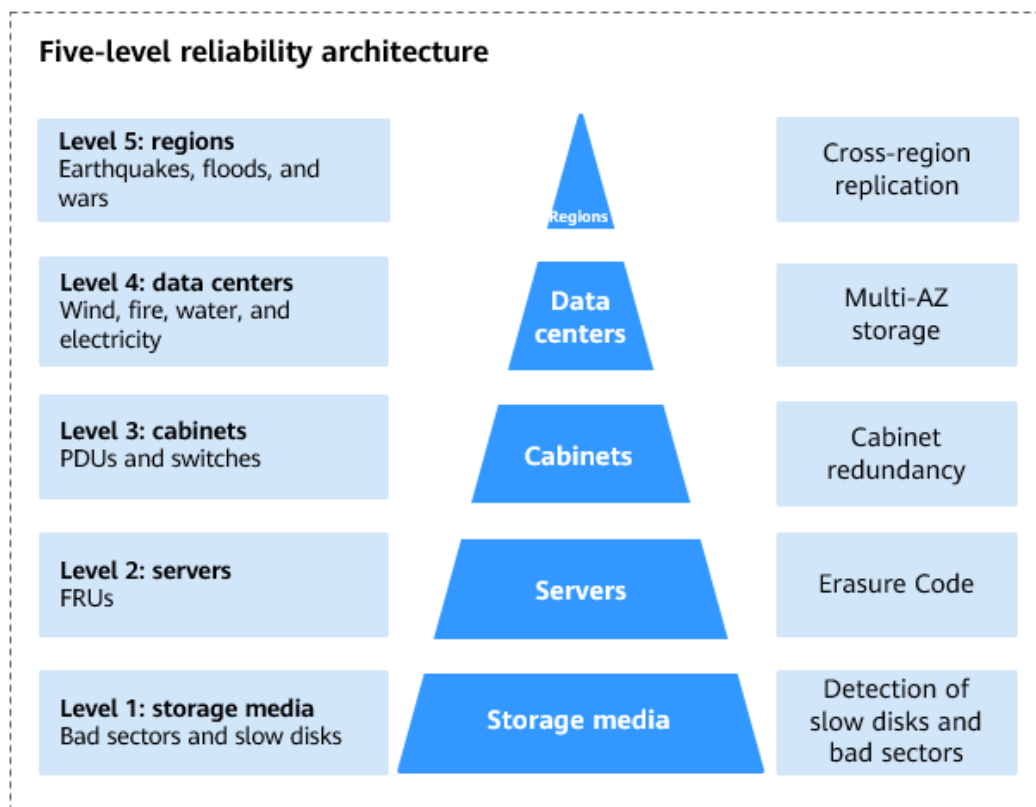 Five-level reliability architecture
Level 5: regions
Earthquakes, floods, and
wars
Regions
Cross-region
replication
Level 4: data centers
Wind, fire, water, and
electricity
Data
centers
Multi-AZ
storage
Level 3: cabinets
PDUs and switches
Cabinets
Cabinet
redundancy
Level 2: servers
FRUs
Servers
Erasure Code
Level 1: storage media
Bad sectors and slow disks
Storage media
Detection of
slow disks and
bad sectors